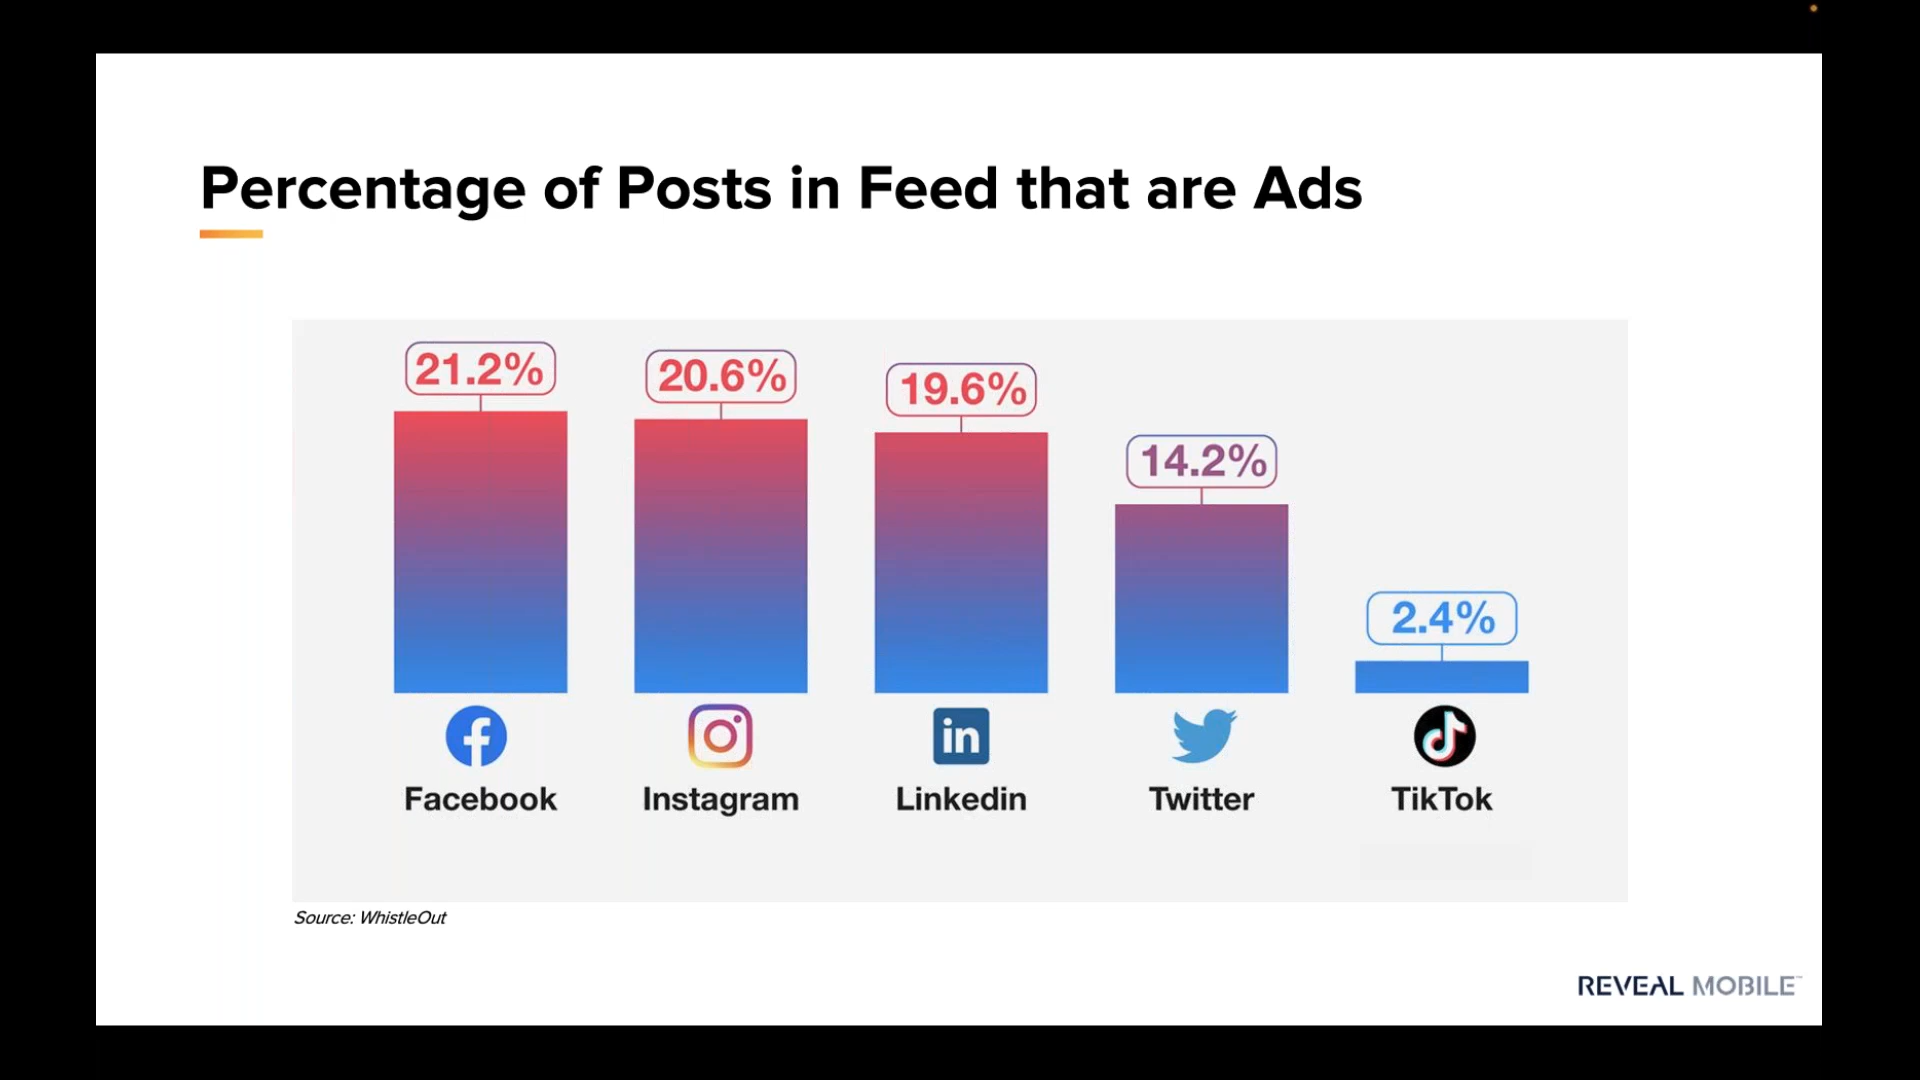 Percentage of Posts in Feed that are Ads
21.2%
20.6%
19.6%
14.2%
2.4%
Facebook
Instagram
Linkedin
Twitter
TikTok
Source: WhistleOut
REVEAL MOBILE™